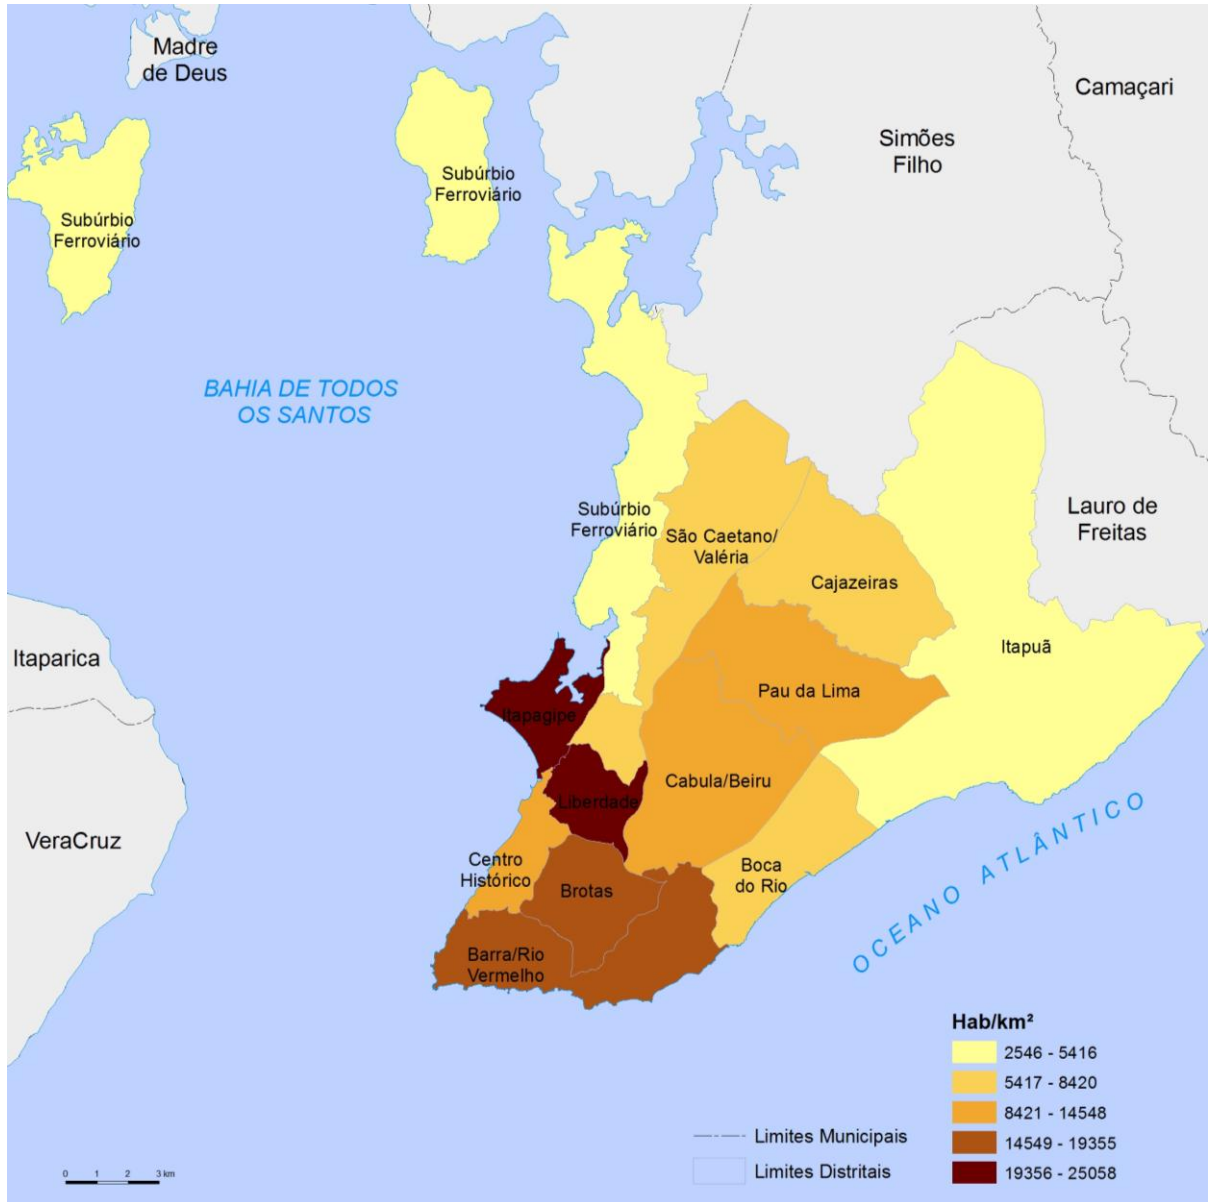 Madre
de Deus
Camaçari
Simões
Filho
Subúrbio
Ferroviário
Subúrbio
Ferroviário
BAHIA DE TODOS
OS SANTOS
Subúrbio
Ferroviário
São Caetano/
Valéria
Lauro de
Freitas
Cajazeiras
Itaparica
Itapuã
Pau da Lima
Itapagipe
Cabula/Beiru
Liberdade
VeraCruz
Centro
Histórico
Boca
do Rio
Brotas
OCEANO ATLÂNTICO
Barra/Rio
Vermelho
Hab/km²
2546 - 5416
5417 - 8420
8421 - 14548
14549 - 19355
19356 - 25058
Limites Municipais
Limites Distritais
0 1 2 3 km